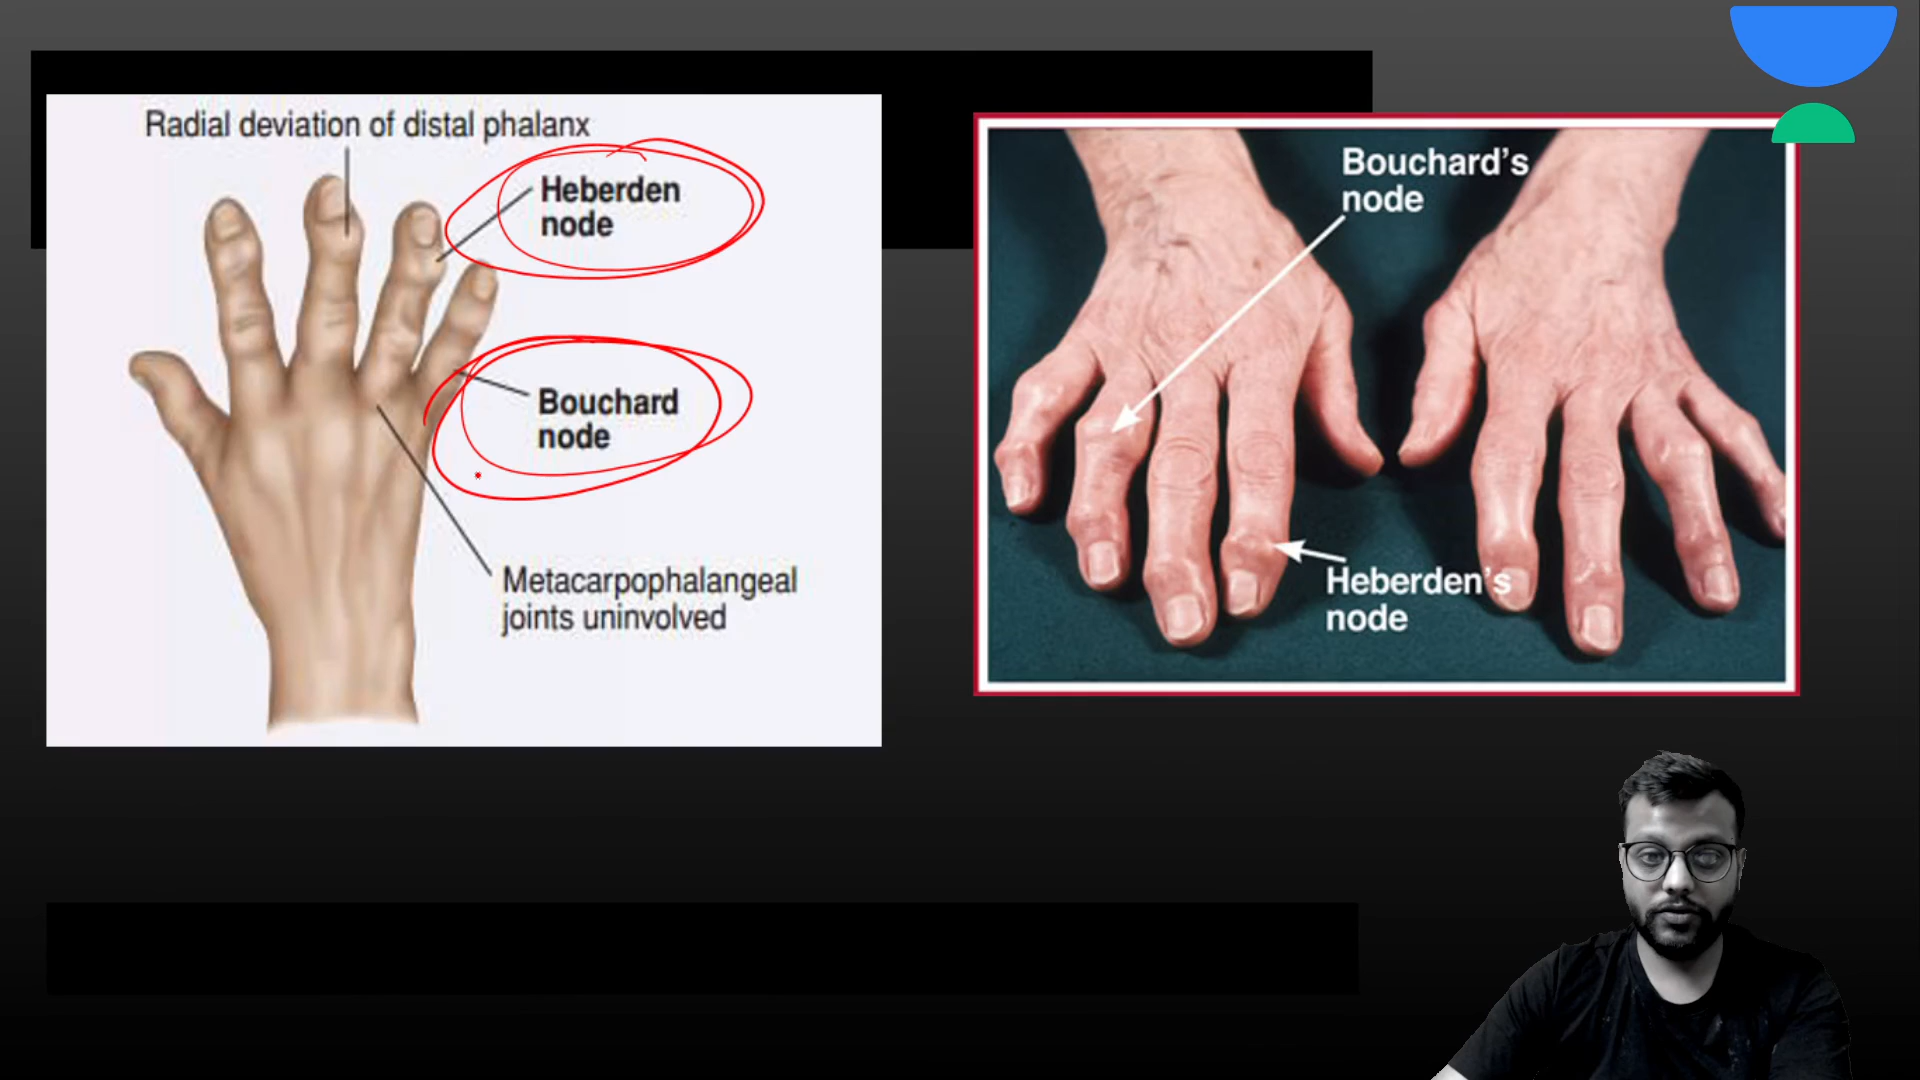 Radial deviation of distal phalanx
Heberden
node
Bouchard
node
Metacarpophalangeal
joints uninvolved
Bouchard's
node
Heberden's
node